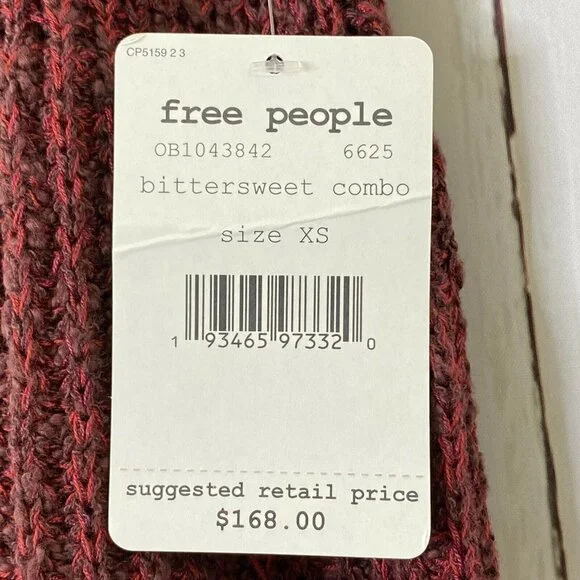 CP5159 2 3
free people
OB1043842 6625
bittersweet combo
size XS
1 93465 97332 0
suggested retail price
$168.00